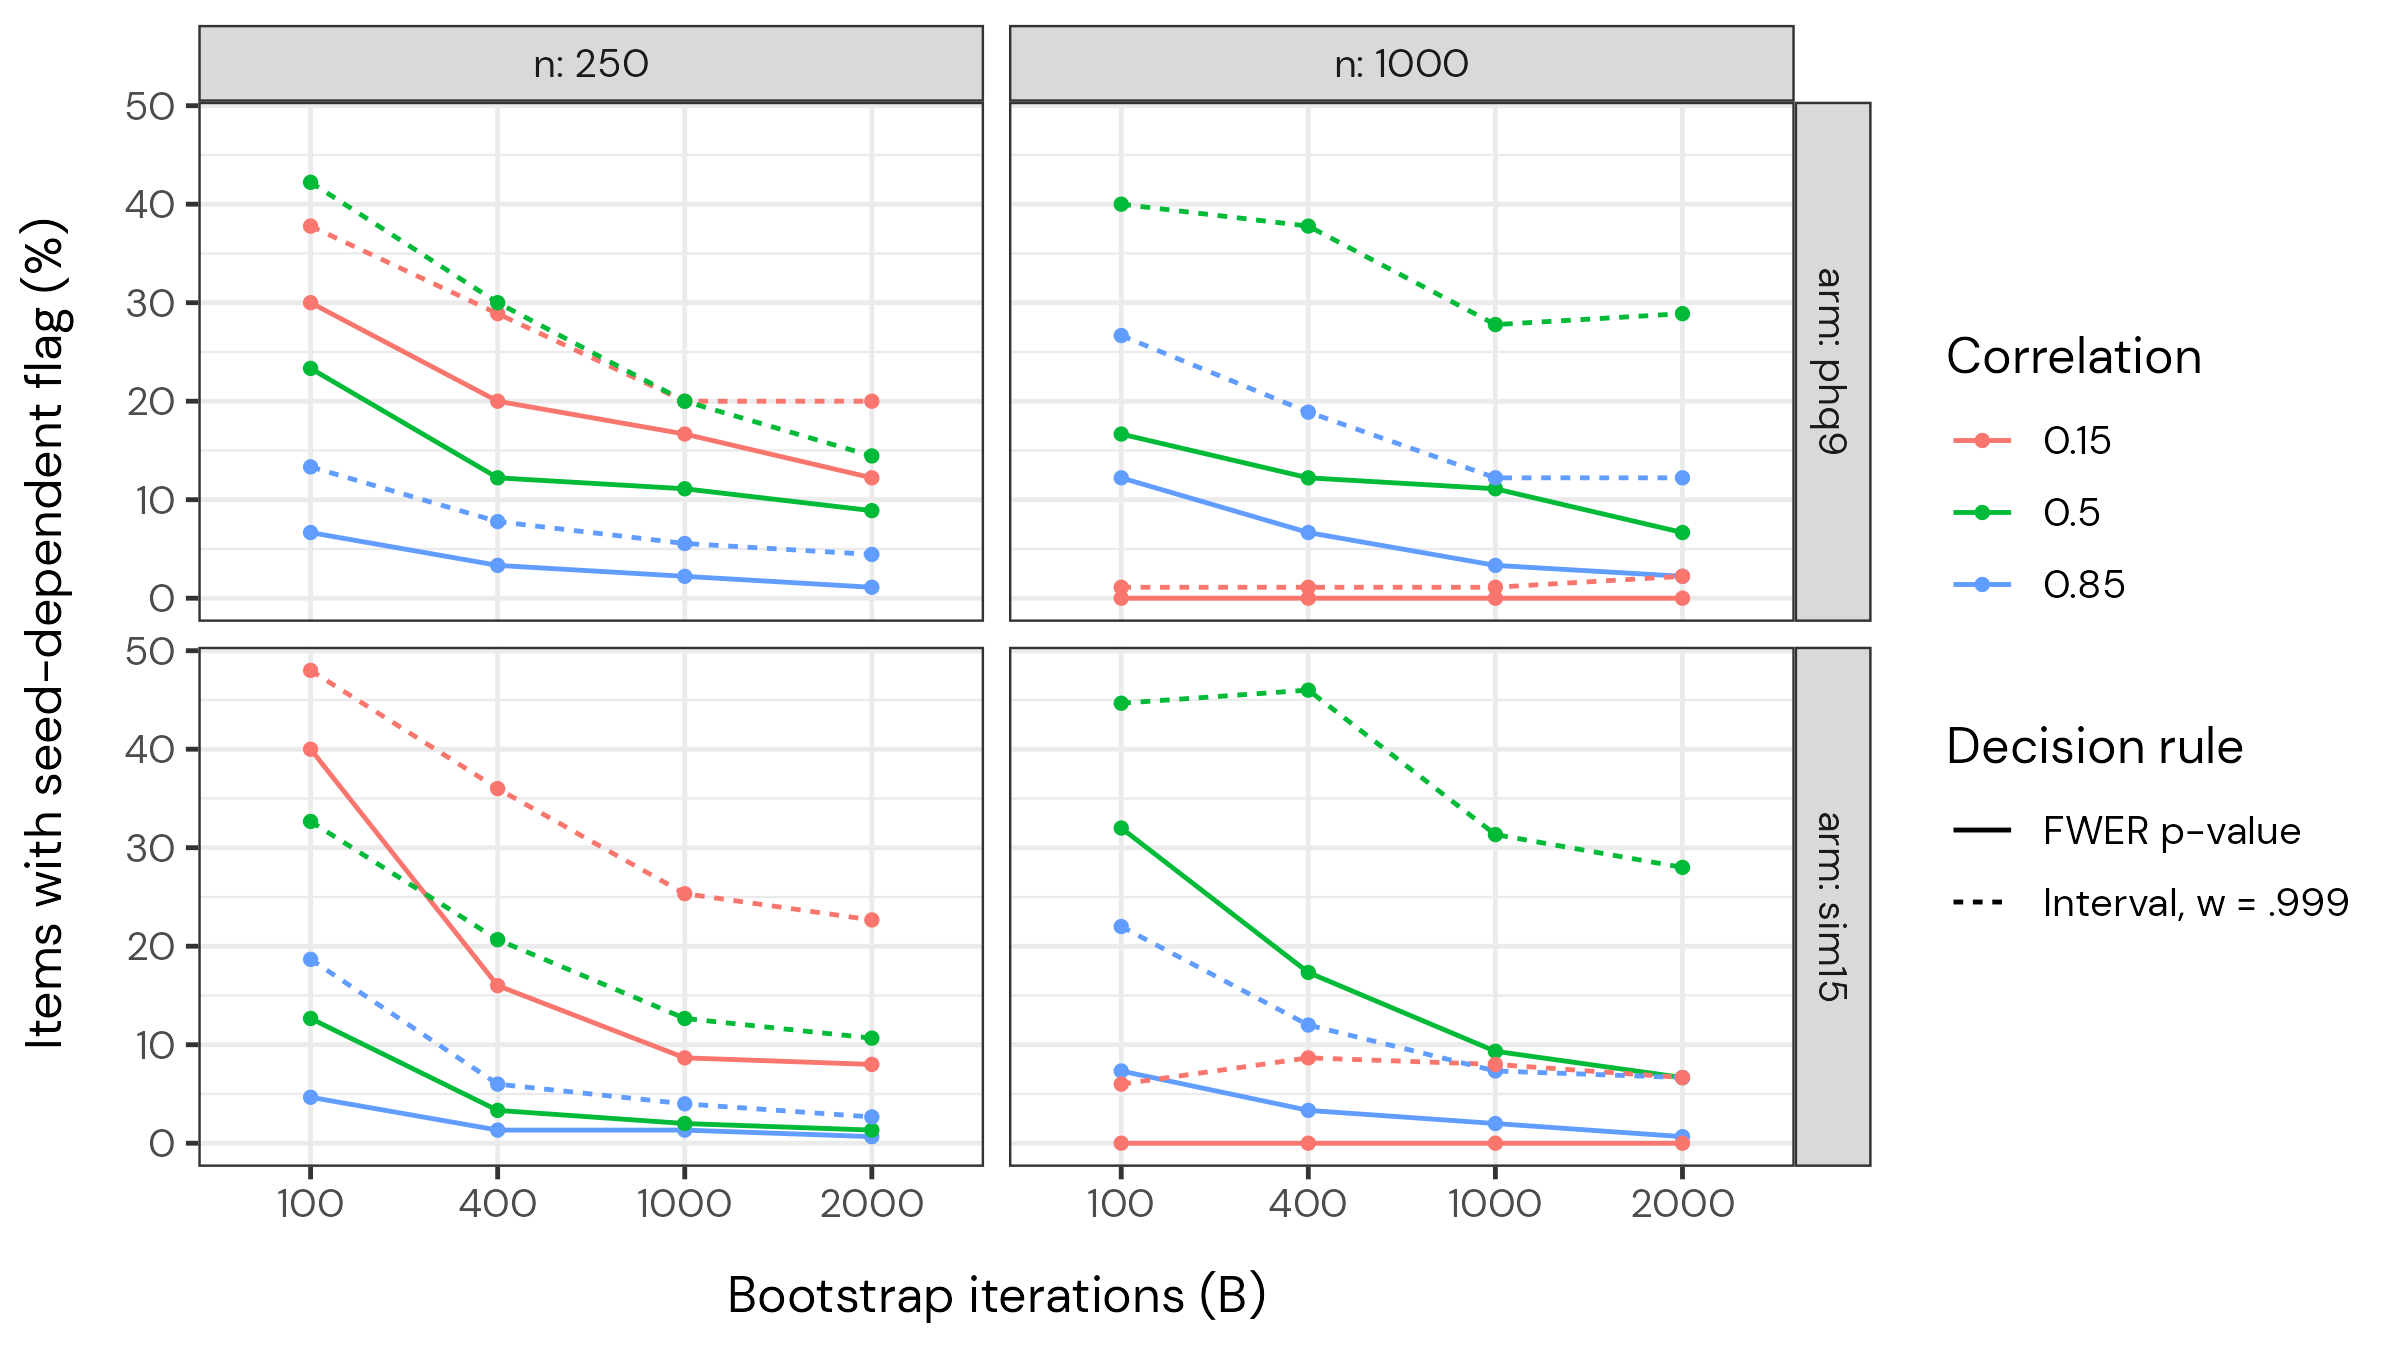 n: 250
n: 1000
50
40
30
20
10
0
arm: phq9
50
40
30
20
10
0
arm: sim15
100
400
1000
2000
100
400
1000
2000
Items with seed-dependent flag (%)
Bootstrap iterations (B)
Correlation
0.15
0.5
0.85
Decision rule
FWER p-value
Interval, w = .999